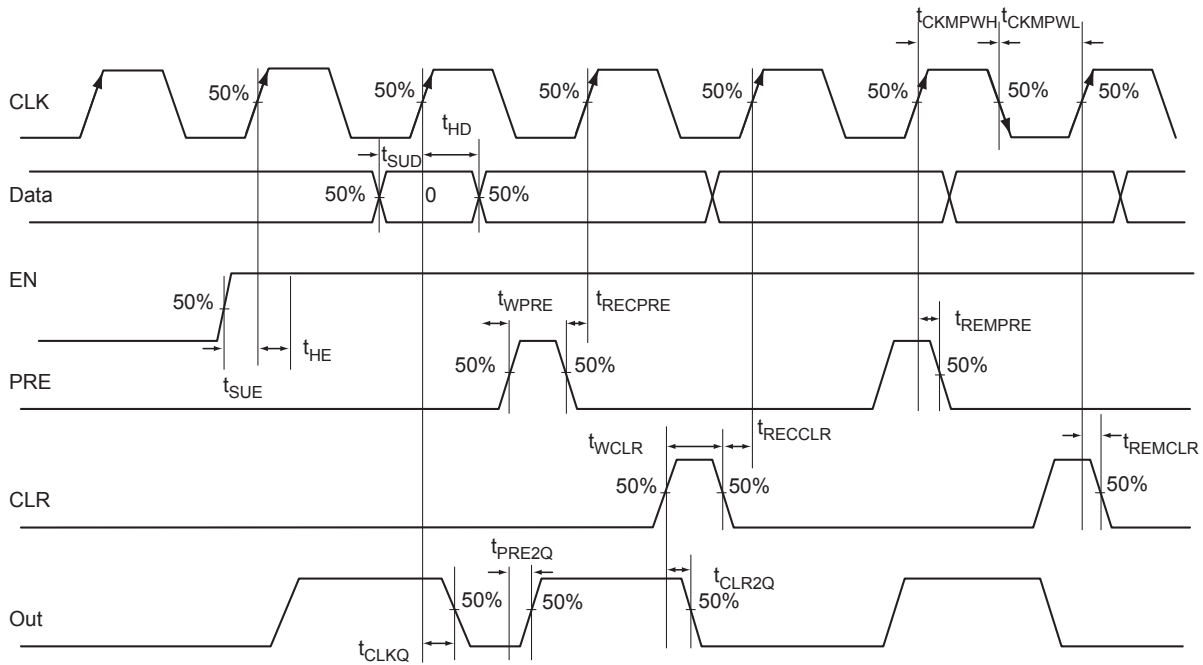 tCKMPWH tCKMPWL
CLK
50% 50% 50% 50% 50% 50% 50%
tHD
tSUD
Data
50% 0 50%
EN
50%
tWPRE tRECPRE
tREMPRE
tHE
tSUE
PRE
50% 50% 50%
tWCLR tRECCLR
tREMCLR
CLR
50% 50% 50%
tPRE2Q
tCLR2Q
Out
50% 50% 50%
tCLKQ